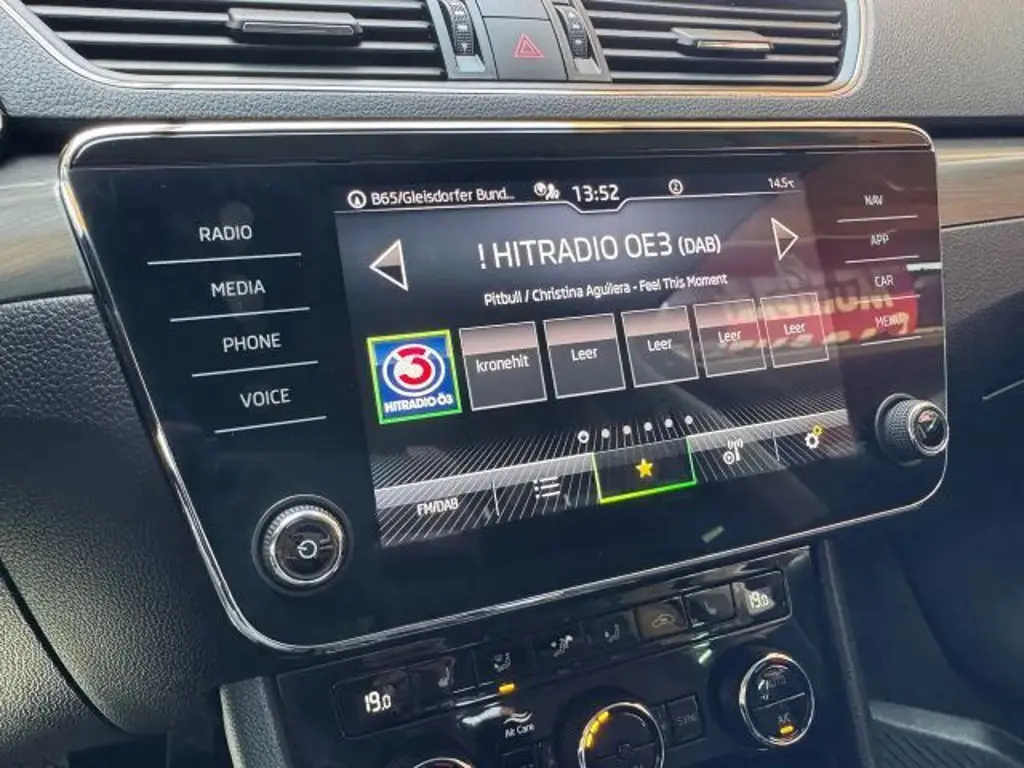 B65/Gleisdorfer Bund... 13:52 2 14.5°C
RADIO
MEDIA
PHONE
VOICE
! HITRADIO OE3 (DAB)
Pitbull / Christina Aguilera - Feel This Moment
3
HITRADIO·Ö3
kronehit
Leer
Leer
Leer
Leer
FM/DAB
NAV
APP
CAR
MENU
19.0
19.0
Air Care
SYNC
A/C